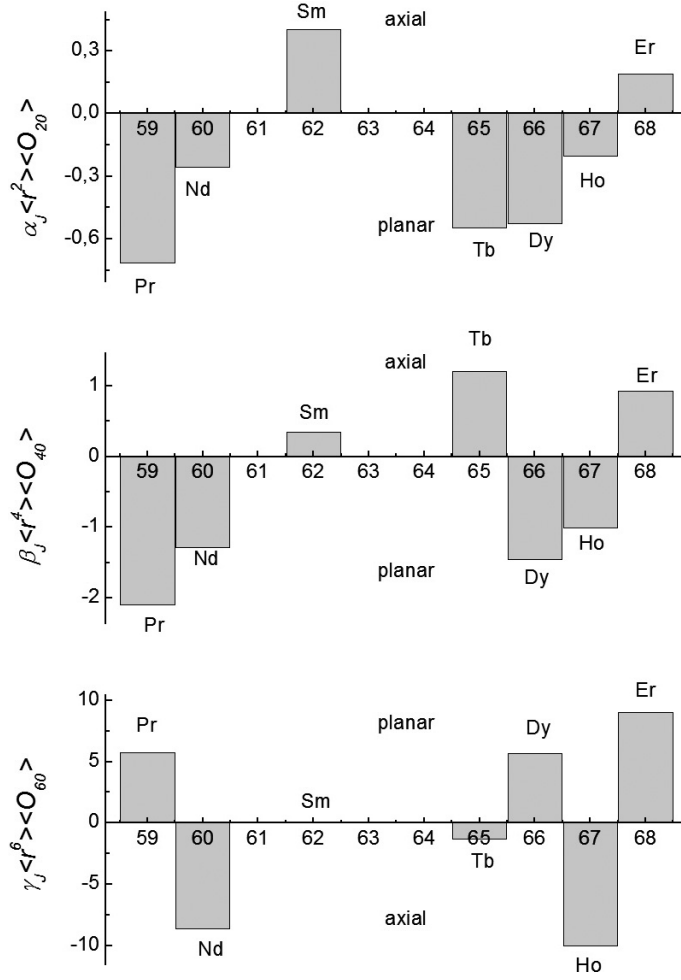 Sm
axial
Er
0,3
0,0
59 60 61 62 63 64 65 66 67 68
-0,3
Nd
Ho
-0,6
planar
Tb
Dy
Pr
α_J<r²><O₂₀>
Tb
axial
Er
1
Sm
0
59 60 61 62 63 64 65 66 67 68
-1
Nd
Ho
planar
Dy
-2
Pr
β_J<r⁴><O₄₀>
10
Er
Pr
planar
Dy
5
Sm
0
59 60 61 62 63 64 65 66 67 68
Tb
-5
axial
Nd
-10
Ho
γ_J<r⁶><O₆₀>